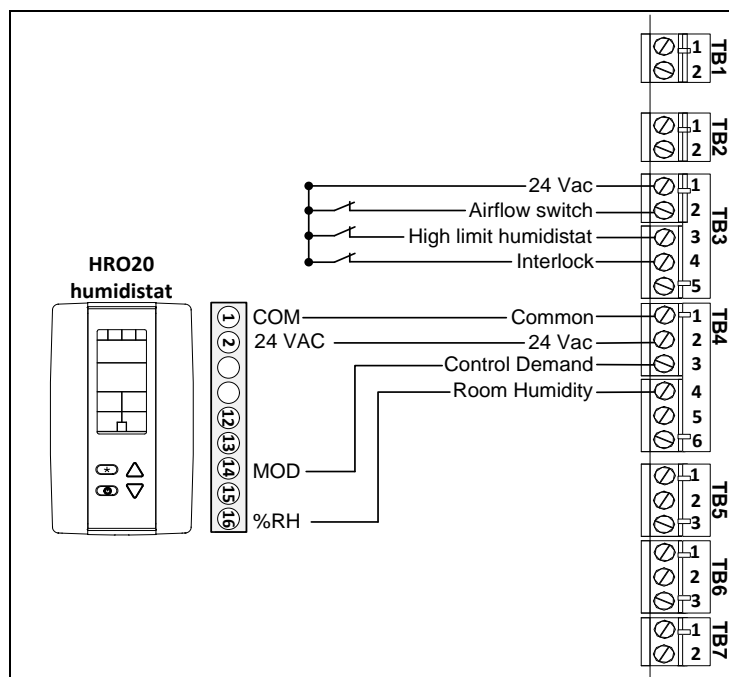 HRO20
humidistat
1 COM
2 24 VAC
12
13
14 MOD
15
16 %RH
24 Vac
Airflow switch
High limit humidistat
Interlock
Common
24 Vac
Control Demand
Room Humidity
1
2
TB1
1
2
TB2
1
2
3
4
5
TB3
1
2
3
4
5
6
TB4
1
2
3
TB5
1
2
3
TB6
1
2
TB7